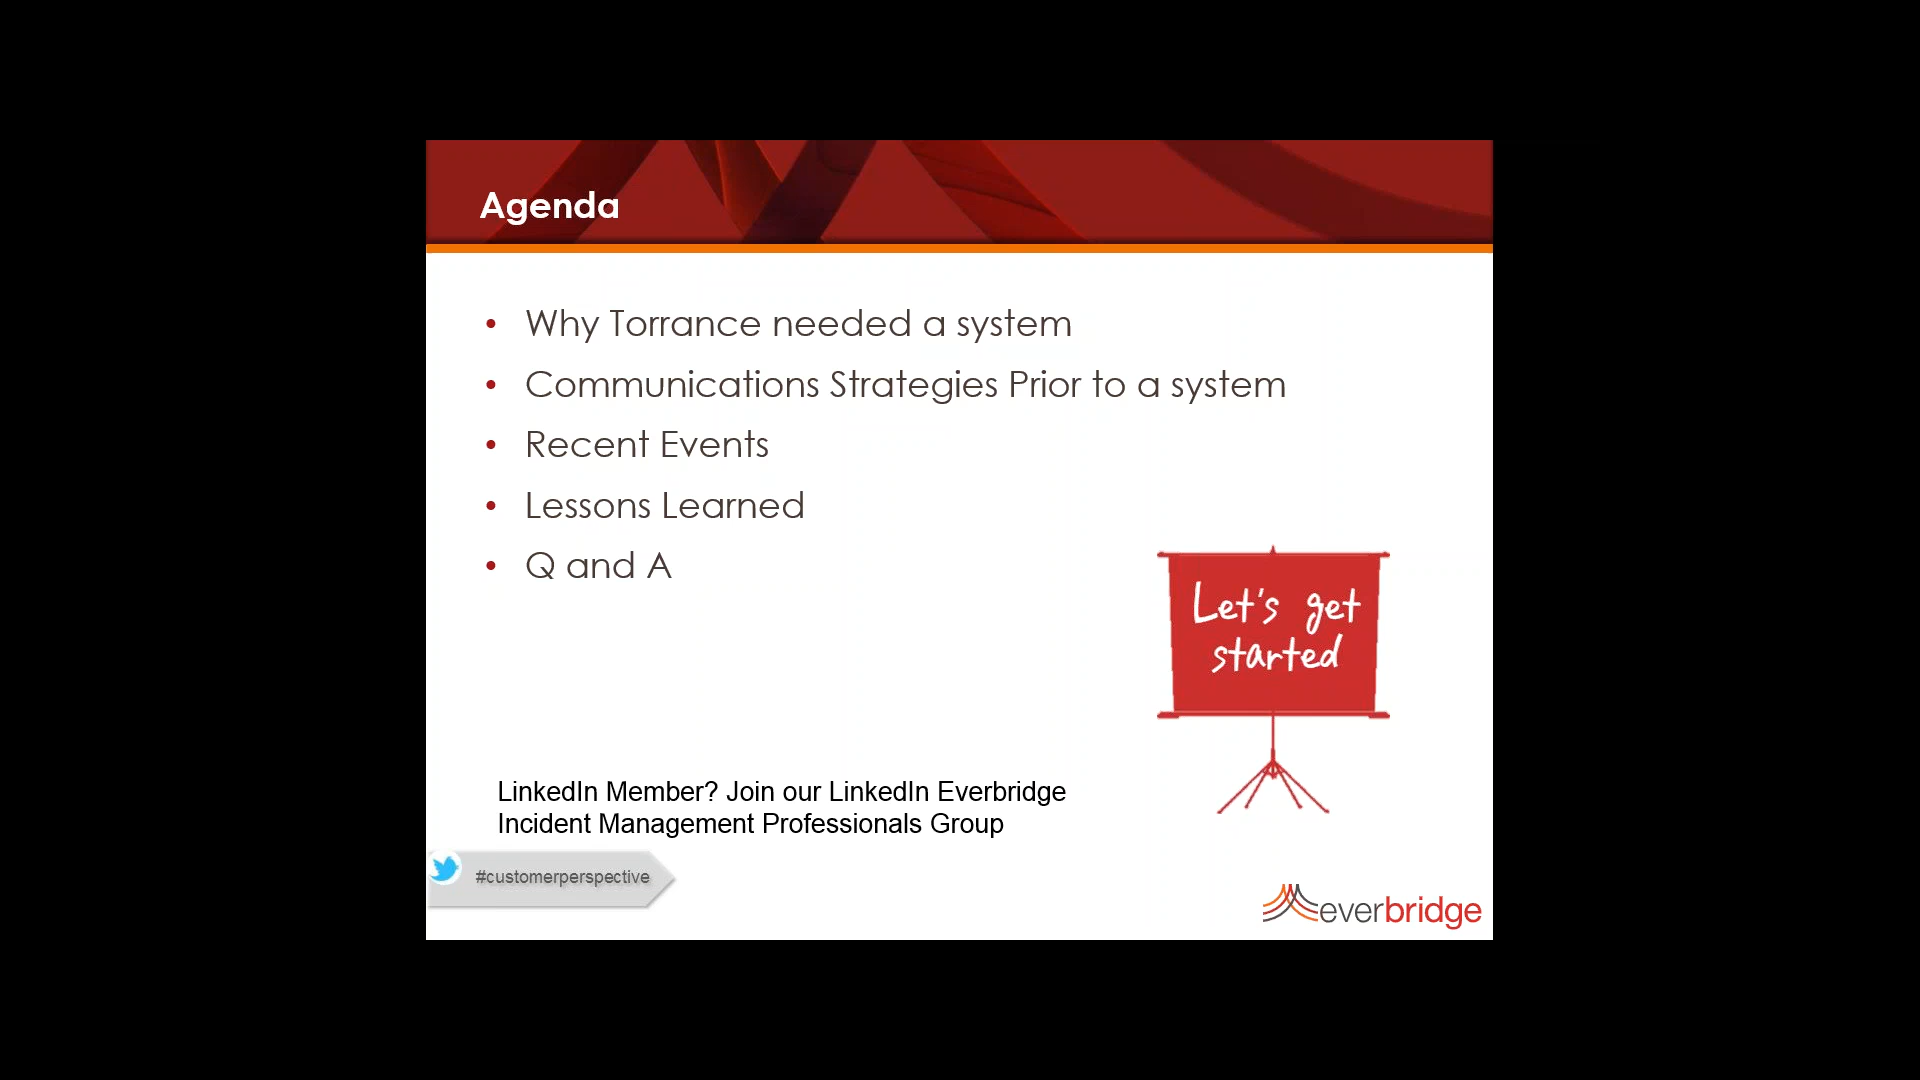 Agenda
• Why Torrance needed a system
• Communications Strategies Prior to a system
• Recent Events
• Lessons Learned
• Q and A
Let's get
started
LinkedIn Member? Join our LinkedIn Everbridge
Incident Management Professionals Group
#customerperspective
everbridge